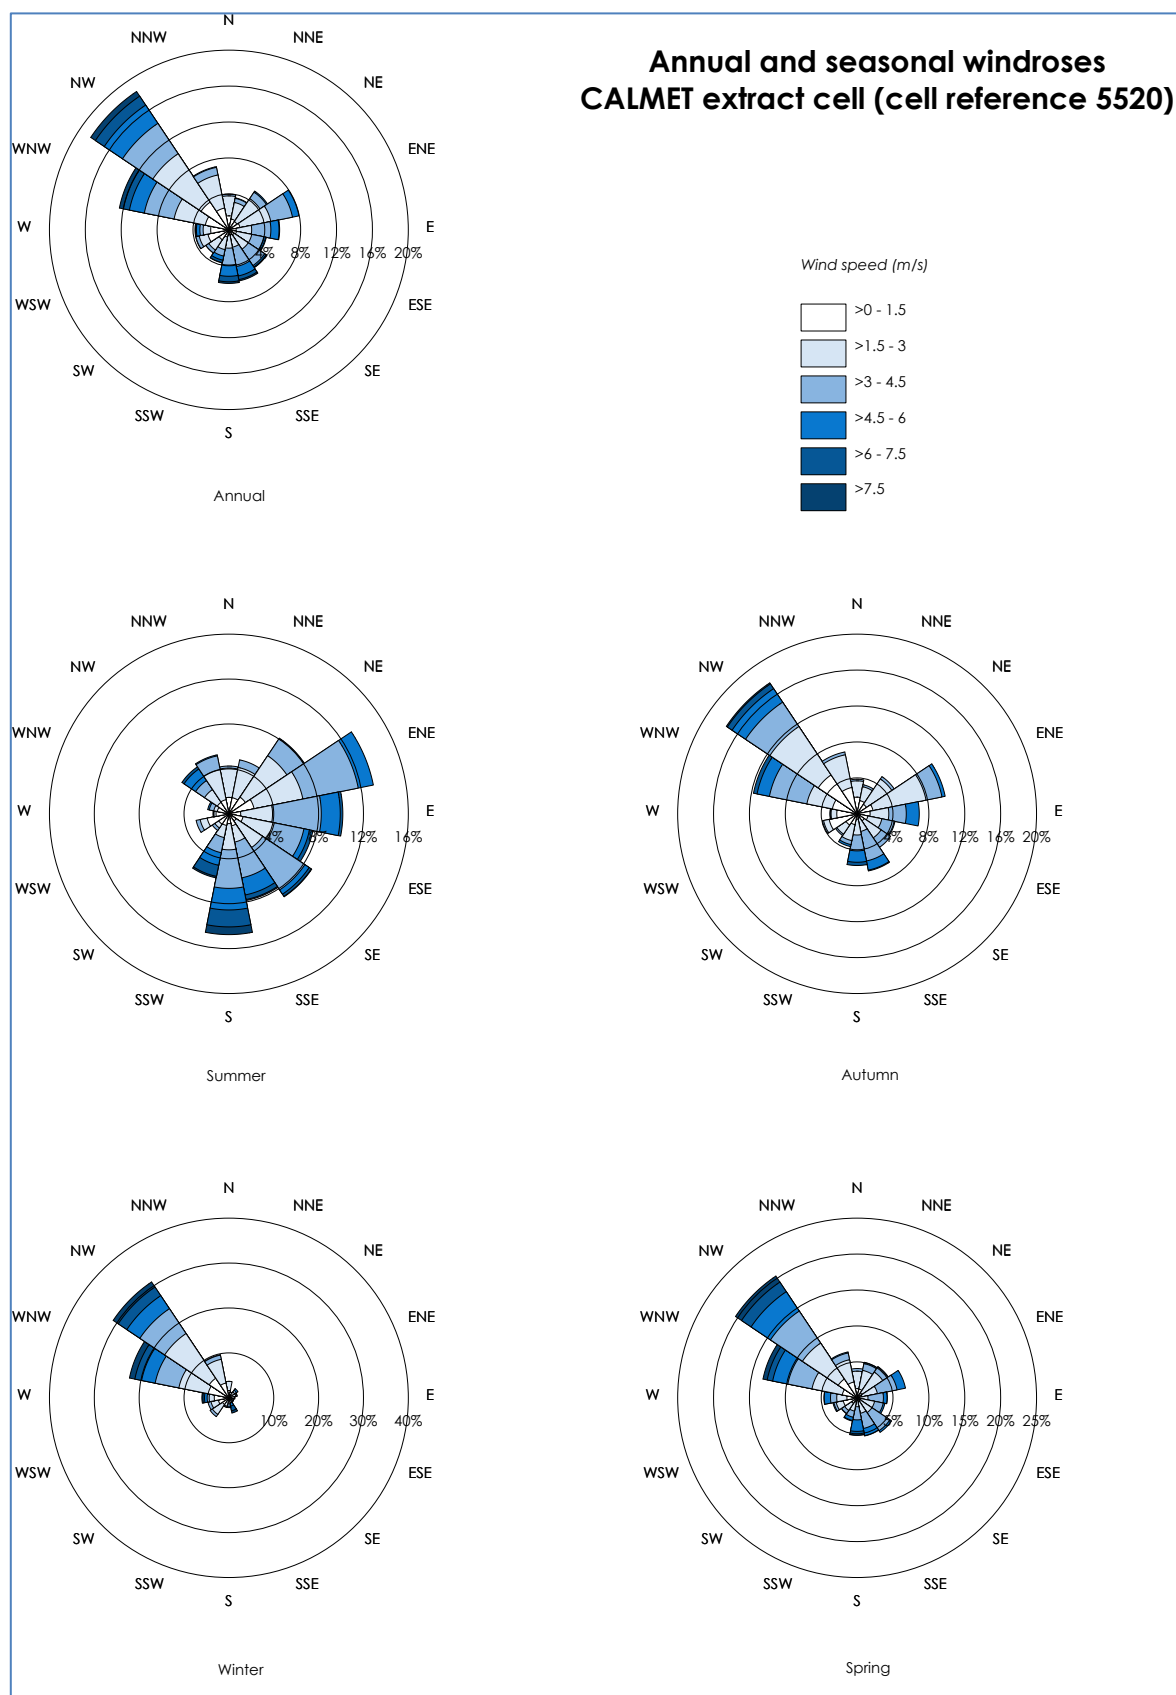 Annual and seasonal windroses
CALMET extract cell (cell reference 5520)
N
NNW NNE
NW NE
WNW ENE
W E
4% 8% 12% 16% 20%
WSW ESE
SW SE
SSW SSE
S
Annual
Wind speed (m/s)
>0 - 1.5
>1.5 - 3
>3 - 4.5
>4.5 - 6
>6 - 7.5
>7.5
N
NNW NNE
NW NE
WNW ENE
W E
4% 8% 12% 16%
WSW ESE
SW SE
SSW SSE
S
Summer
N
NNW NNE
NW NE
WNW ENE
W E
4% 8% 12% 16% 20%
WSW ESE
SW SE
SSW SSE
S
Autumn
N
NNW NNE
NW NE
WNW ENE
W E
10% 20% 30% 40%
WSW ESE
SW SE
SSW SSE
S
Winter
N
NNW NNE
NW NE
WNW ENE
W E
5% 10% 15% 20% 25%
WSW ESE
SW SE
SSW SSE
S
Spring